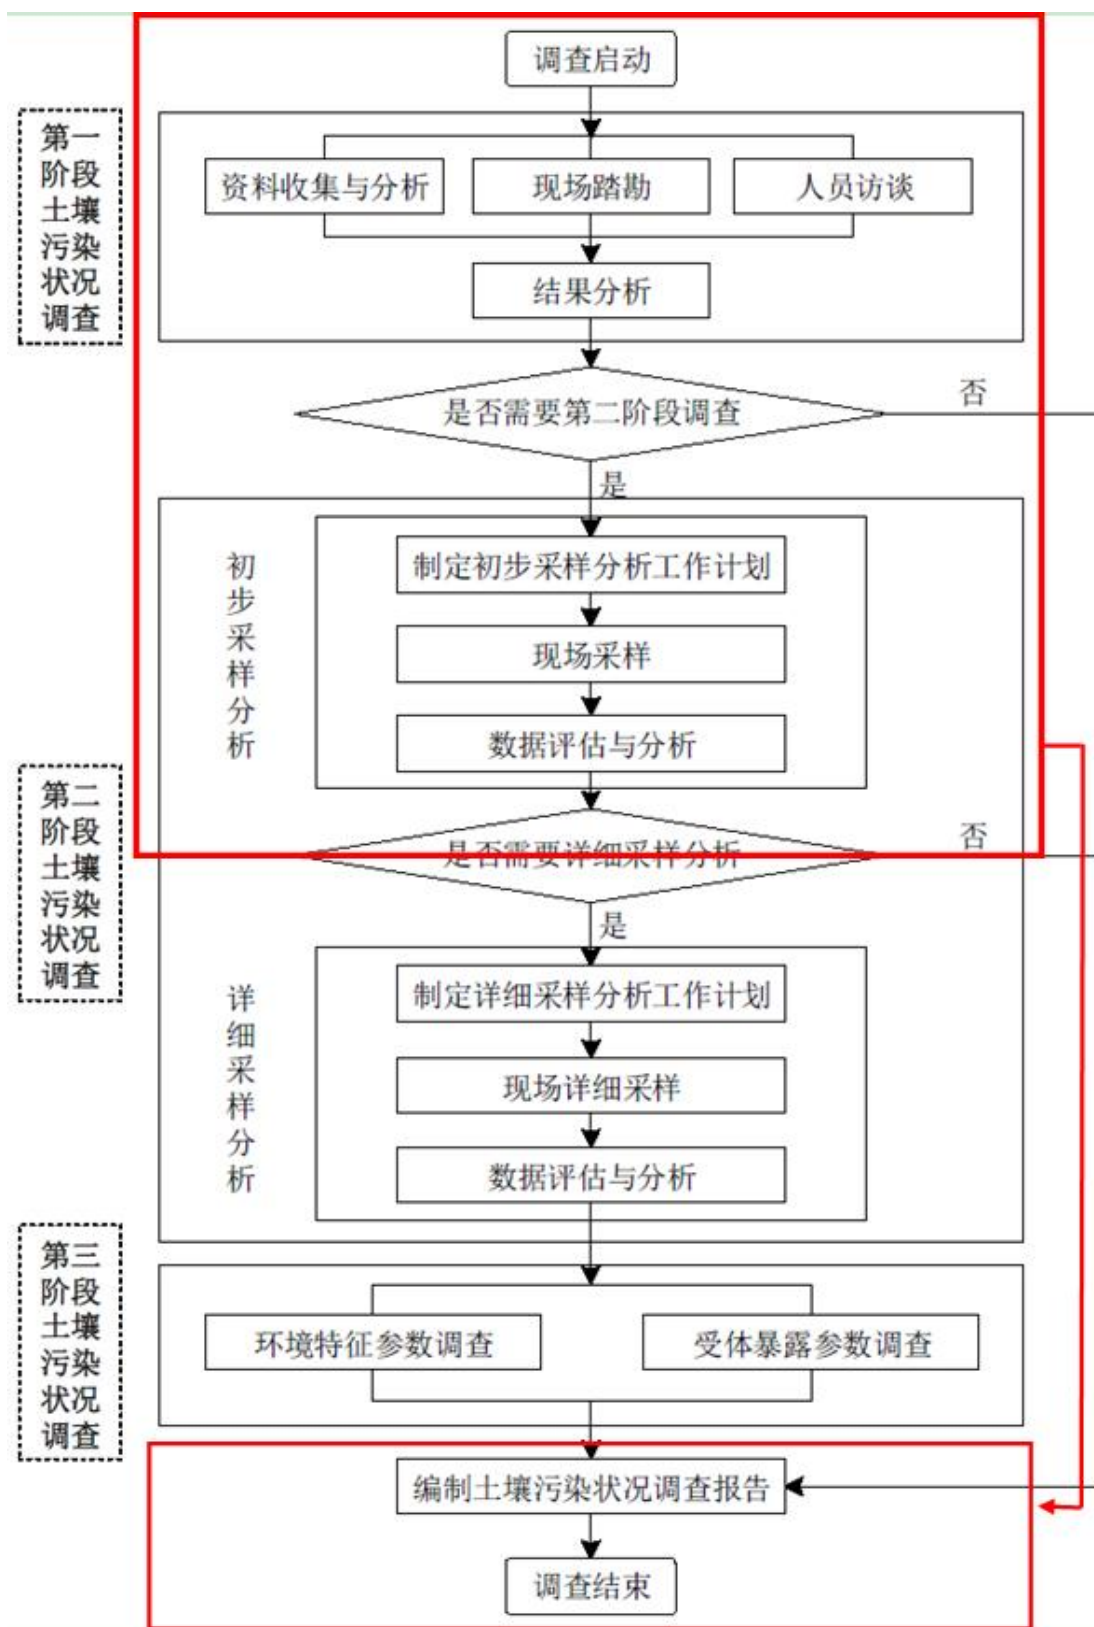 调查启动
第一
阶段
土壤
污染
状况
调查
资料收集与分析
现场踏勘
人员访谈
结果分析
是否需要第二阶段调查
否
是
初
步
采
样
分
析
制定初步采样分析工作计划
现场采样
数据评估与分析
第二
阶段
土壤
污染
状况
调查
是否需要详细采样分析
否
是
详
细
采
样
分
析
制定详细采样分析工作计划
现场详细采样
数据评估与分析
第三
阶段
土壤
污染
状况
调查
环境特征参数调查
受体暴露参数调查
编制土壤污染状况调查报告
调查结束